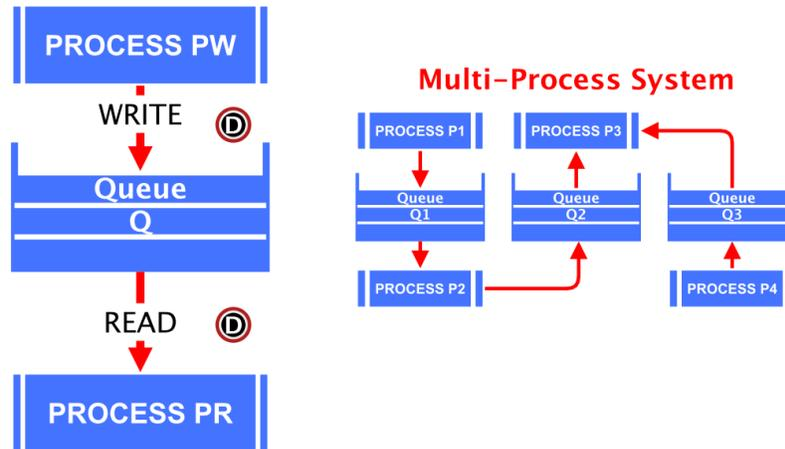 PROCESS PW
WRITE
D
Queue
Q
READ
D
PROCESS PR
Multi-Process System
PROCESS P1
PROCESS P3
Queue
Q1
Queue
Q2
Queue
Q3
PROCESS P2
PROCESS P4